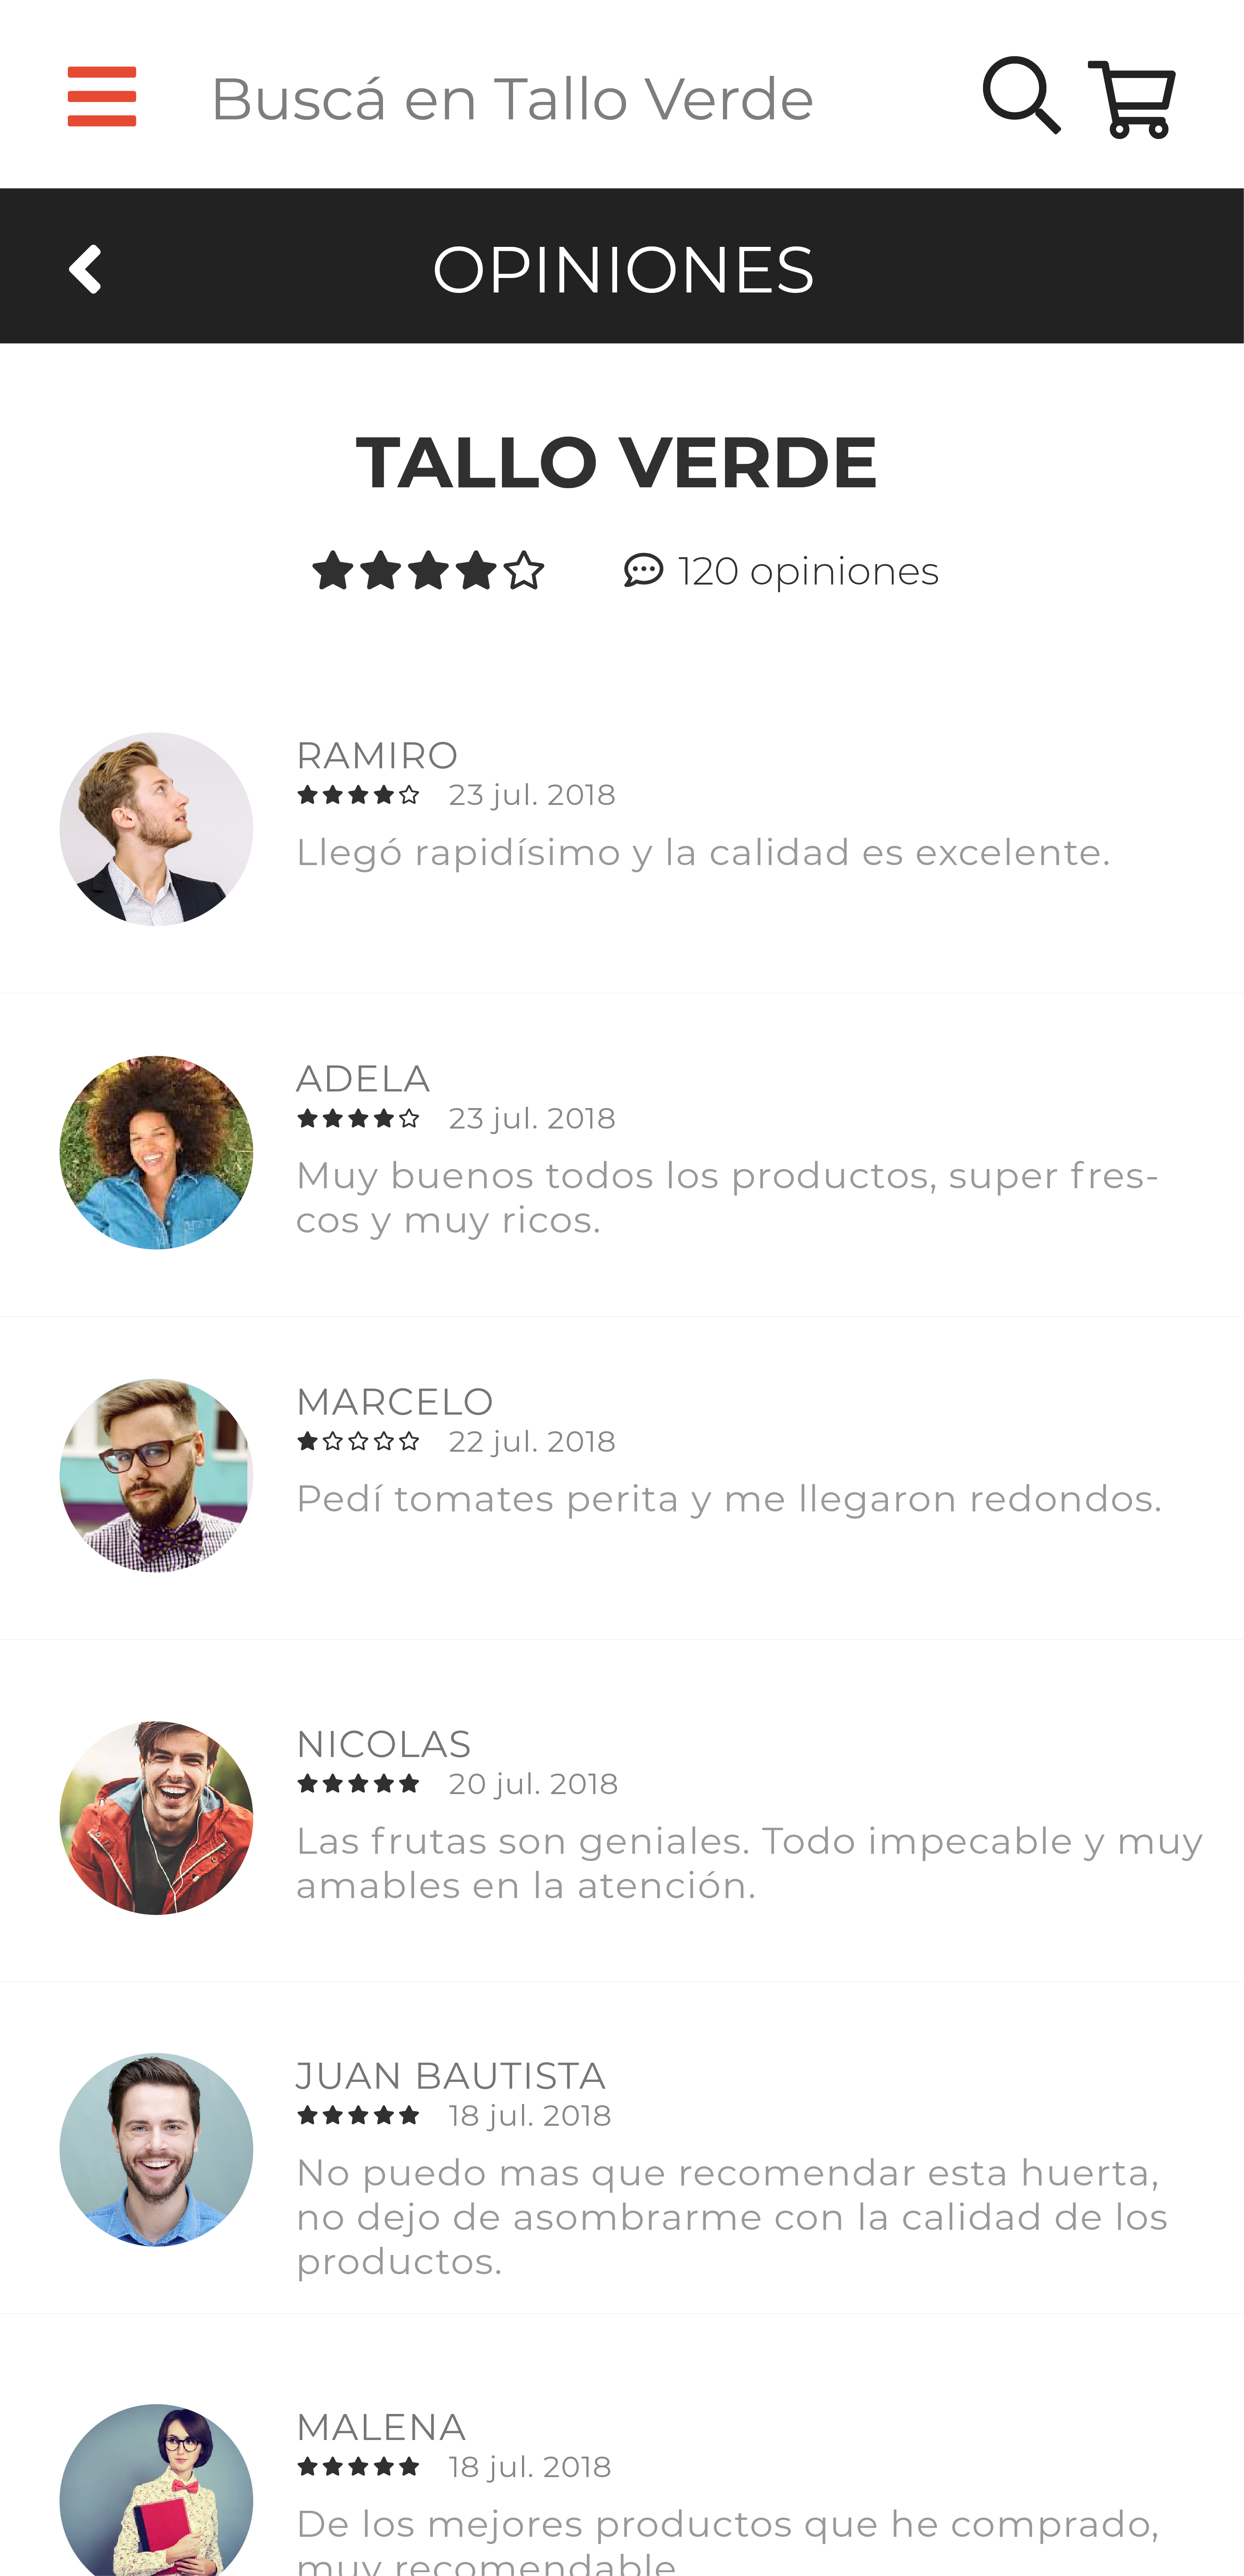 Buscá en Tallo Verde
OPINIONES
TALLO VERDE
120 opiniones
RAMIRO
23 jul. 2018
Llegó rapidísimo y la calidad es excelente.
ADELA
23 jul. 2018
Muy buenos todos los productos, super fres-
cos y muy ricos.
MARCELO
22 jul. 2018
Pedí tomates perita y me llegaron redondos.
NICOLAS
20 jul. 2018
Las frutas son geniales. Todo impecable y muy
amables en la atención.
JUAN BAUTISTA
18 jul. 2018
No puedo mas que recomendar esta huerta,
no dejo de asombrarme con la calidad de los
productos.
MALENA
18 jul. 2018
De los mejores productos que he comprado,
muy recomendable